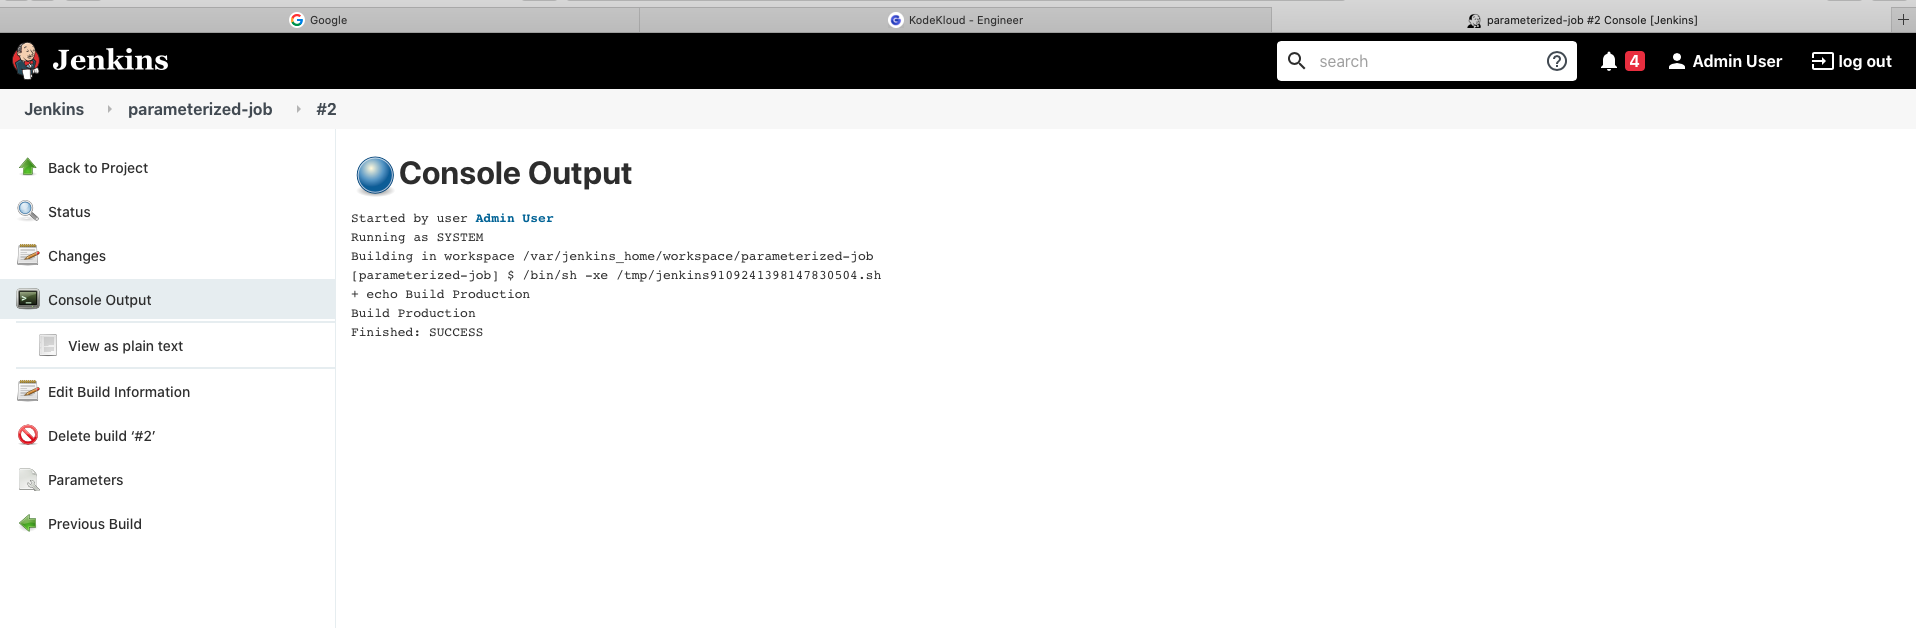 Google
KodeKloud - Engineer
parameterized-job #2 Console [Jenkins]
+
Jenkins
search
?
4
Admin User
log out
Jenkins
parameterized-job
#2
Back to Project
Status
Changes
Console Output
View as plain text
Edit Build Information
Delete build ‘#2’
Parameters
Previous Build
Console Output
Started by user Admin User
Running as SYSTEM
Building in workspace /var/jenkins_home/workspace/parameterized-job
[parameterized-job] $ /bin/sh -xe /tmp/jenkins9109241398147830504.sh
+ echo Build Production
Build Production
Finished: SUCCESS